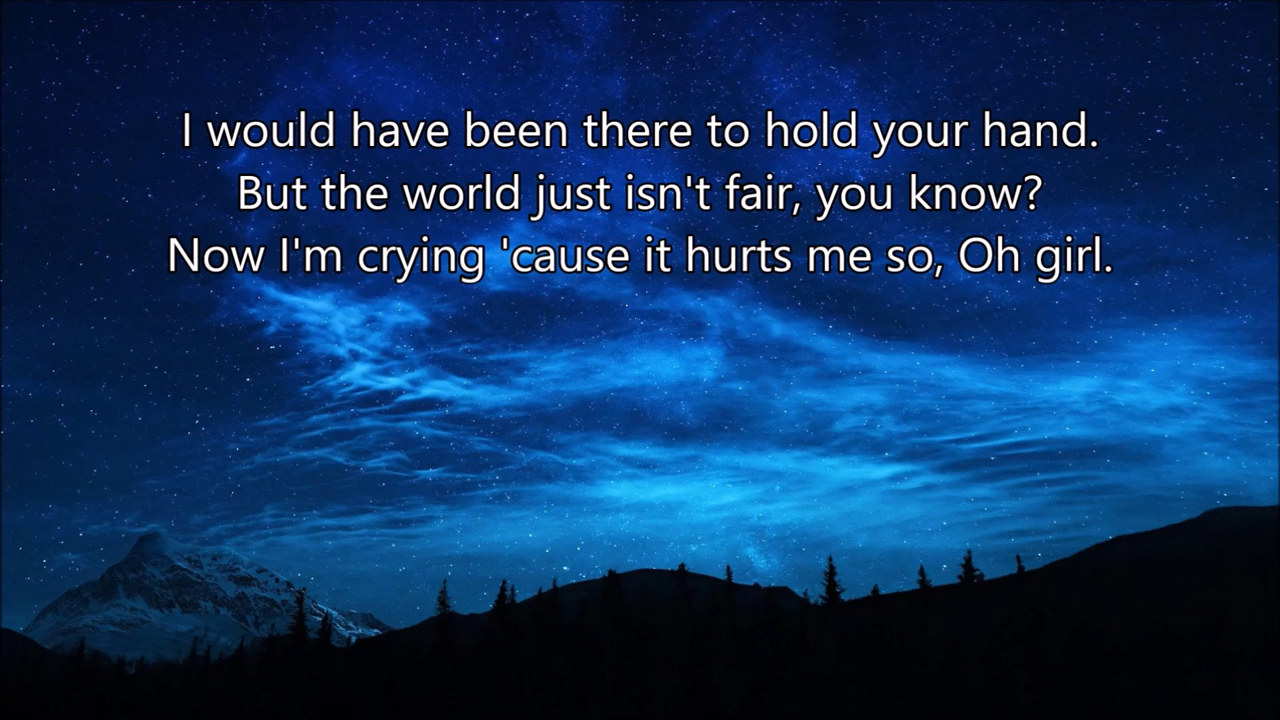 I would have been there to hold your hand.
But the world just isn't fair, you know?
Now I'm crying 'cause it hurts me so, Oh girl.